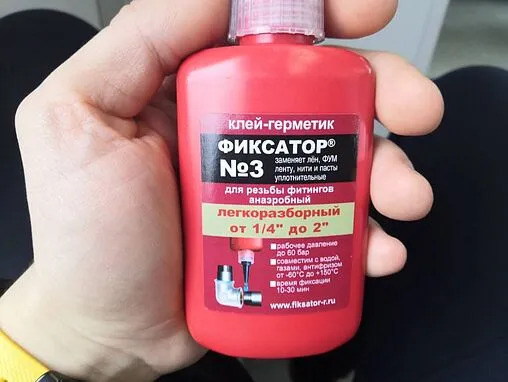 клей-герметик
ФИКСАТОР®
№3 заменяет лён, ФУМ
ленту, нити и пасты
уплотнительные
для резьбы фитингов
анаэробный
легкоразборный
от 1/4" до 2"
рабочее давление
до 60 бар
совместим с водой,
газами, антифризом
от -60°С до +150°С
время фиксации
10-30 мин
www.fiksator-r.ru